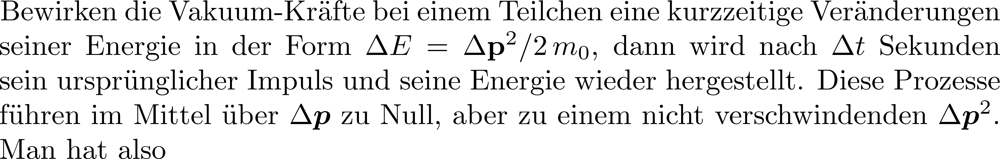 Bewirken die Vakuum-Kräfte bei einem Teilchen eine kurzzeitige Veränderungen
seiner Energie in der Form $\Delta E = \Delta \mathbf{p}^2/2\,m_0$, dann wird nach $\Delta t$ Sekunden
sein ursprünglicher Impuls und seine Energie wieder hergestellt. Diese Prozesse
führen im Mittel über $\Delta \boldsymbol{p}$ zu Null, aber zu einem nicht verschwindenden $\Delta \boldsymbol{p}^2$.
Man hat also